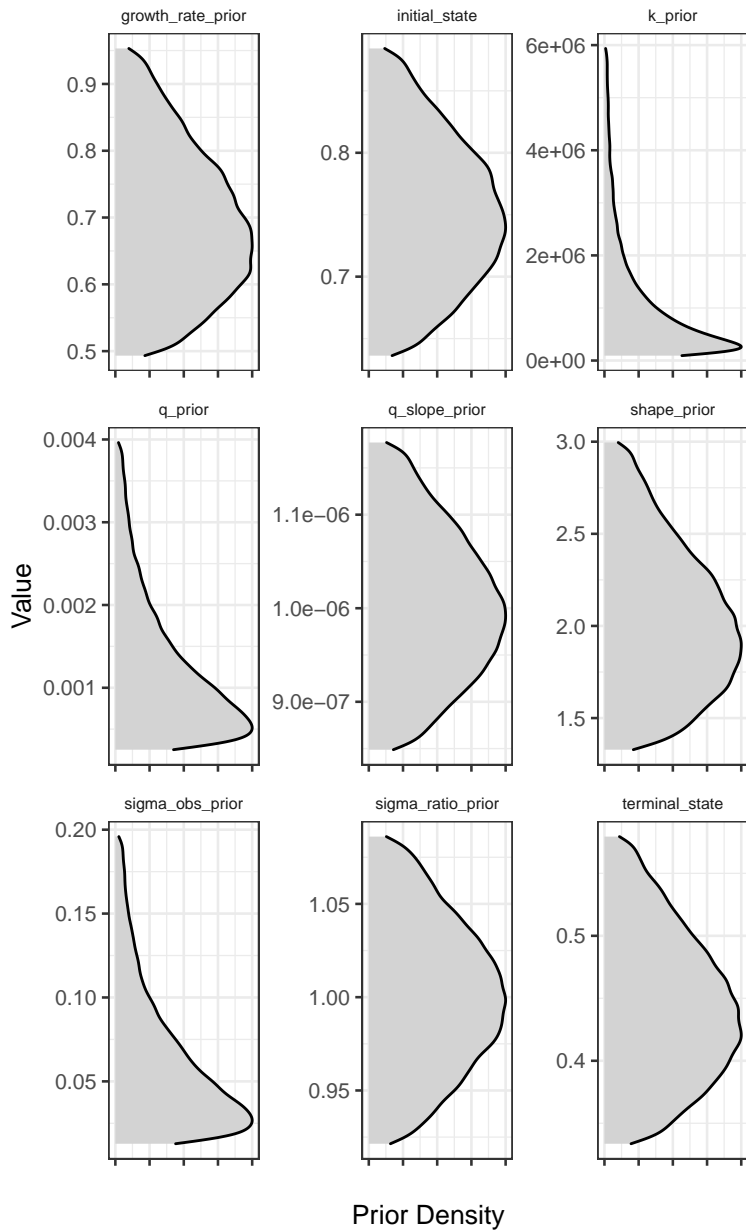 growth_rate_prior
0.9
0.8
0.7
0.6
0.5
initial_state
0.8
0.7
k_prior
6e+06
4e+06
2e+06
0e+00
q_prior
0.004
0.003
0.002
0.001
q_slope_prior
1.1e−06
1.0e−06
9.0e−07
shape_prior
3.0
2.5
2.0
1.5
sigma_obs_prior
0.20
0.15
0.10
0.05
sigma_ratio_prior
1.05
1.00
0.95
terminal_state
0.5
0.4
Value
Prior Density